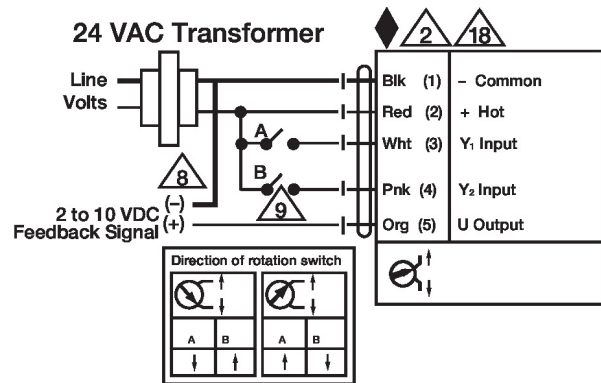 24 VAC Transformer
2
18
Line
Volts
Blk (1) – Common
Red (2) + Hot
A
Wht (3) Y₁ Input
8
B
Pnk (4) Y₂ Input
9
2 to 10 VDC (–)
Feedback Signal (+)
Org (5) U Output
Direction of rotation switch
A B A B